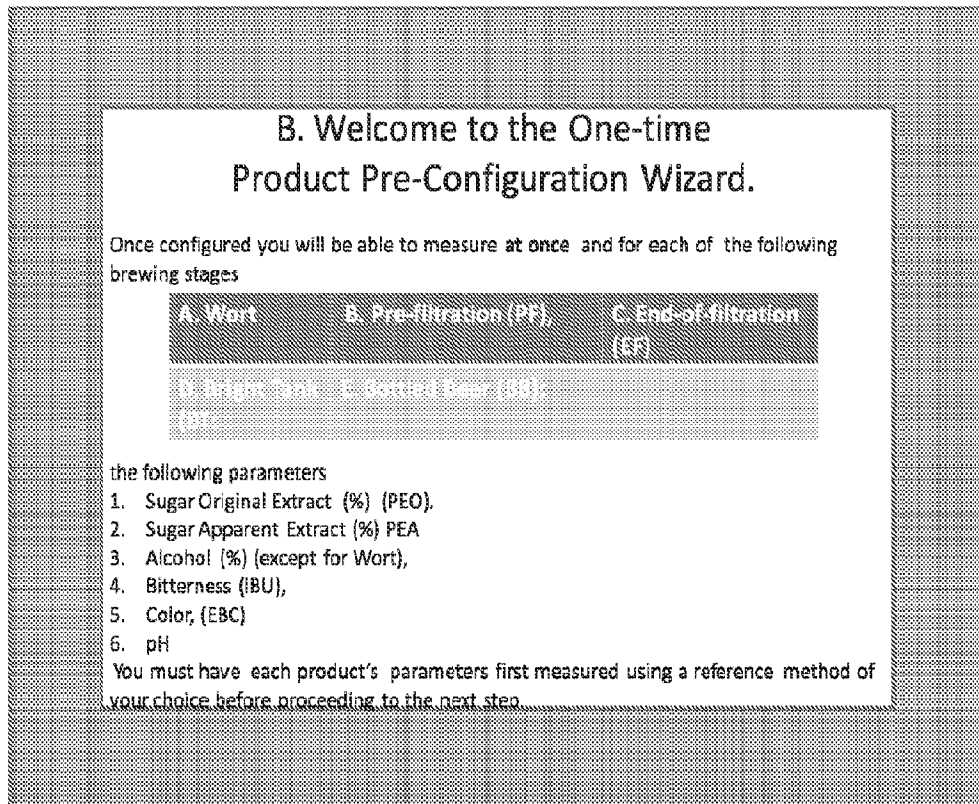 B. Welcome to the One-time
Product Pre-Configuration Wizard.
Once configured you will be able to measure at once and for each of the following
brewing stages
A. Wort B. Pre-filtration (PF), C. End-of-filtration
(EF)
D. Bright Tank E. Bottled Beer (BB),
(BT)
the following parameters
1. Sugar Original Extract (%) (PEO),
2. Sugar Apparent Extract (%) PEA
3. Alcohol (%) (except for Wort),
4. Bitterness (IBU),
5. Color, (EBC)
6. pH
You must have each product's parameters first measured using a reference method of
your choice before proceeding to the next step.